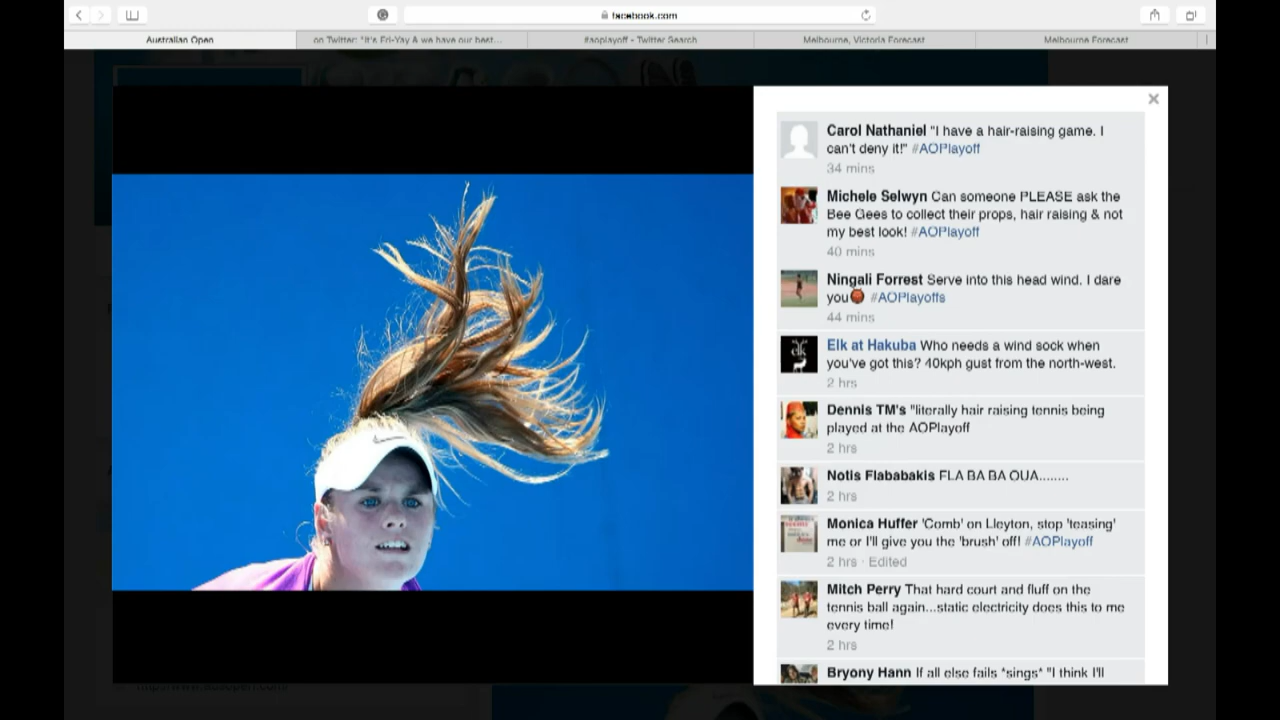 facebook.com
Australian Open
on Twitter: "It's Fri-Yay & we have our best...
#aoplayoff - Twitter Search
Melbourne, Victoria Forecast
Melbourne Forecast
Carol Nathaniel "I have a hair-raising game. I
can't deny it!" #AOPlayoff
34 mins
Michele Selwyn Can someone PLEASE ask the
Bee Gees to collect their props, hair raising & not
my best look! #AOPlayoff
40 mins
Ningali Forrest Serve into this head wind. I dare
you #AOPlayoffs
44 mins
elk
Elk at Hakuba Who needs a wind sock when
you've got this? 40kph gust from the north-west.
2 hrs
Dennis TM's "literally hair raising tennis being
played at the AOPlayoff
2 hrs
Notis Flababakis FLA BA BA OUA........
2 hrs
Monica Huffer 'Comb' on Lleyton, stop 'teasing'
me or I'll give you the 'brush' off! #AOPlayoff
2 hrs · Edited
Mitch Perry That hard court and fluff on the
tennis ball again...static electricity does this to me
every time!
2 hrs
Bryony Hann If all else fails *sings* "I think I'll